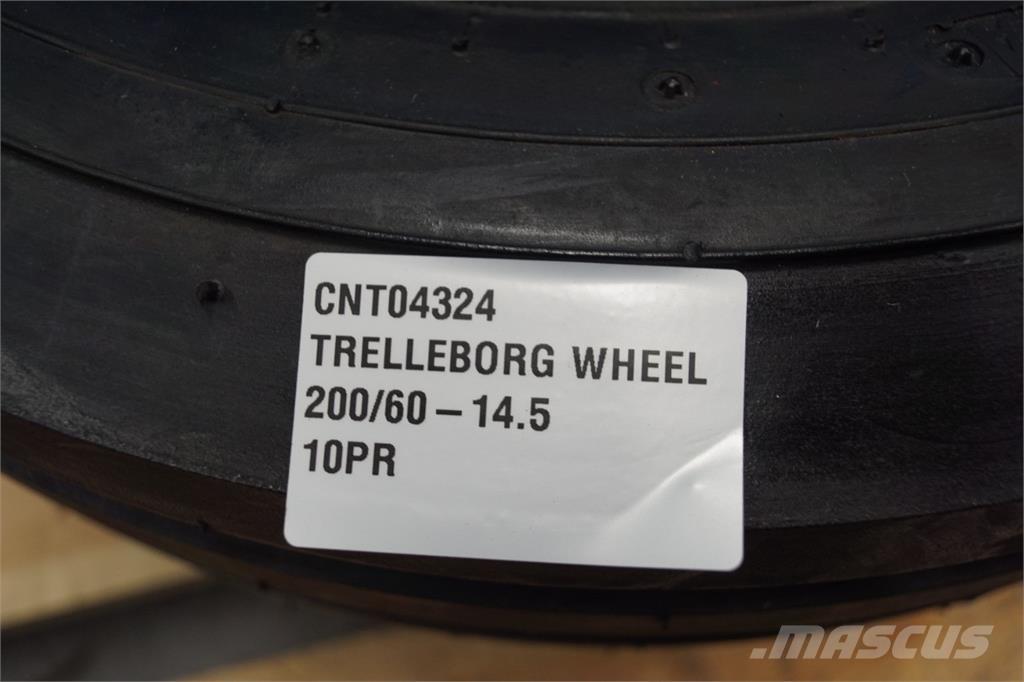 CNT04324
TRELLEBORG WHEEL
200/60 – 14.5
10PR
MASCUS